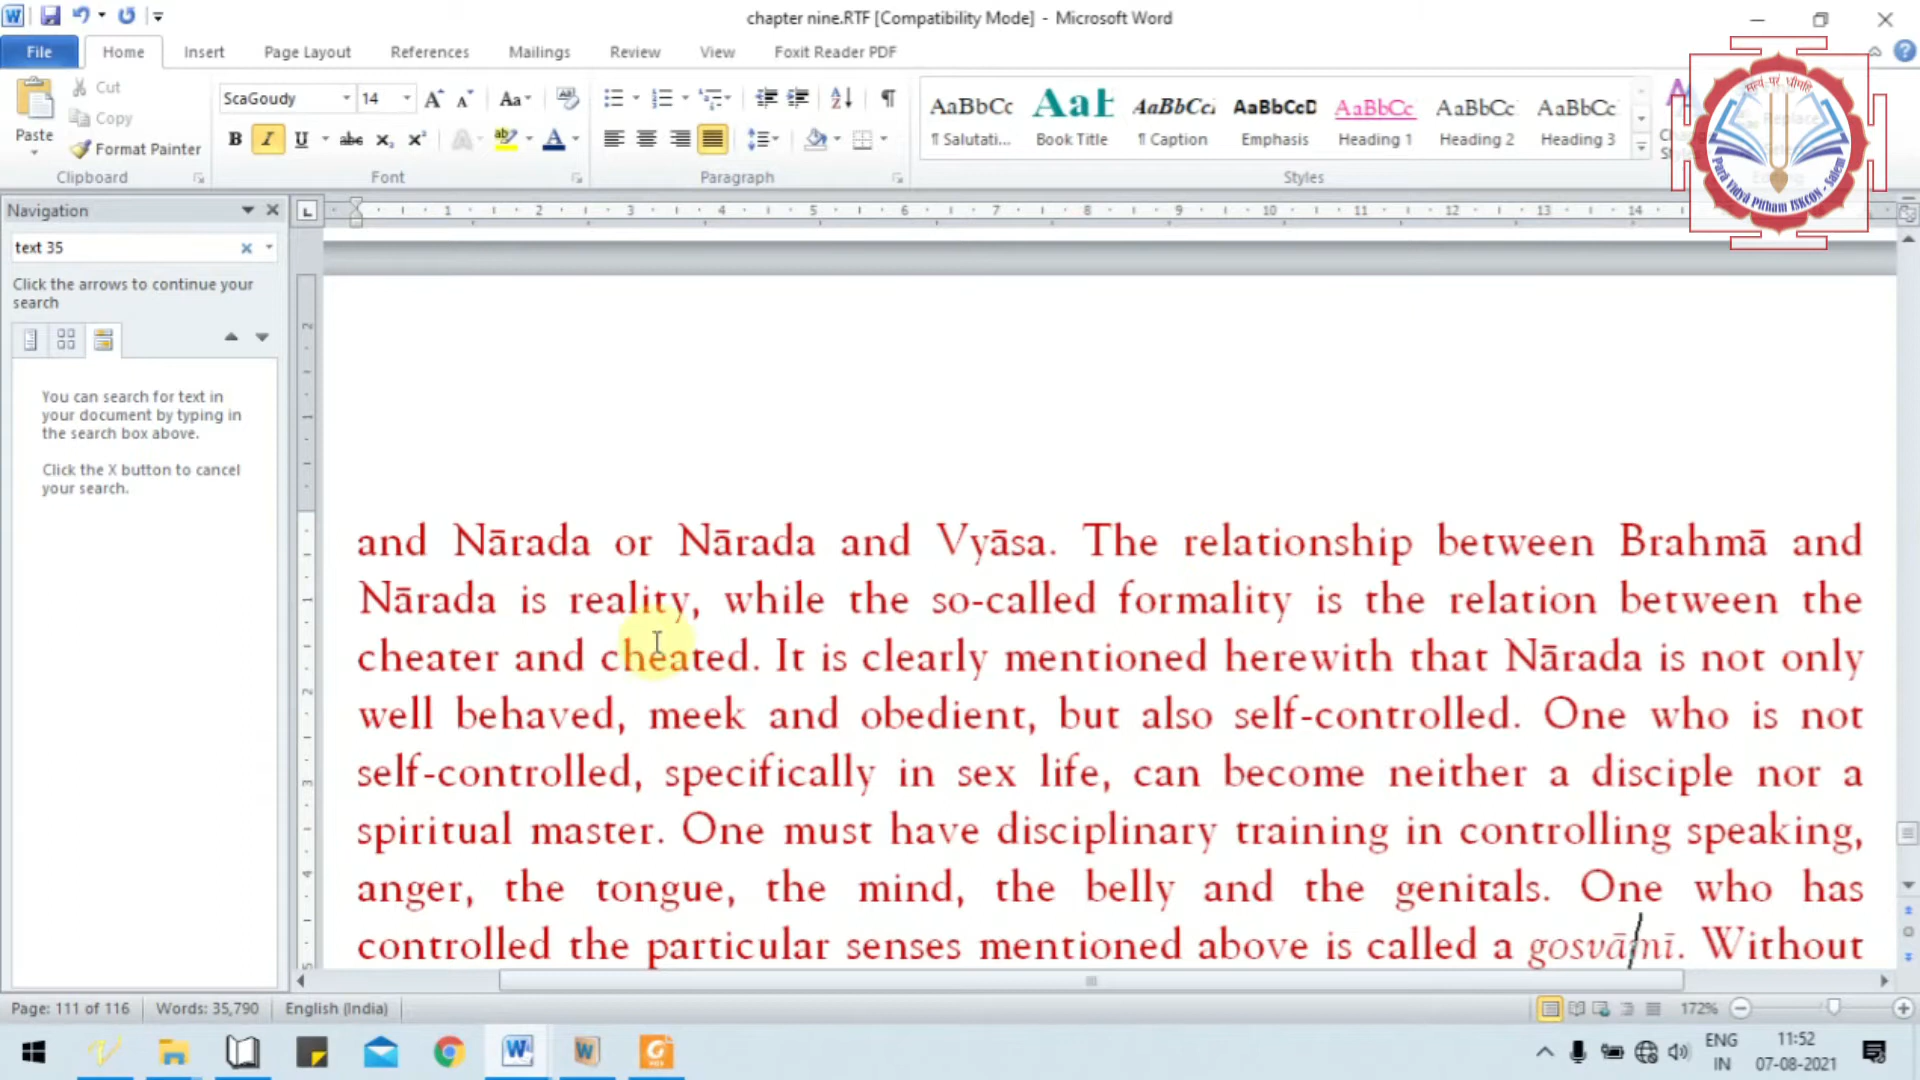 chapter nine.RTF [Compatibility Mode] - Microsoft Word
File Home Insert Page Layout References Mailings Review View Foxit Reader PDF
Cut
Copy
Paste
Format Painter
Clipboard
ScaGoudy 14
Font
Paragraph
AaBbCc AaB AaBbCc AaBbCcD AaBbCc AaBbCc AaBbCc
¶ Salutati... Book Title ¶ Caption Emphasis Heading 1 Heading 2 Heading 3
Styles
Replace
सत्यं परं धीमहि
Para Vidya Pitham ISKCON - Salem
Navigation
text 35
Click the arrows to continue your
search
You can search for text in
your document by typing in
the search box above.
Click the X button to cancel
your search.
and Nārada or Nārada and Vyāsa. The relationship between Brahmā and
Nārada is reality, while the so-called formality is the relation between the
cheater and cheated. It is clearly mentioned herewith that Nārada is not only
well behaved, meek and obedient, but also self-controlled. One who is not
self-controlled, specifically in sex life, can become neither a disciple nor a
spiritual master. One must have disciplinary training in controlling speaking,
anger, the tongue, the mind, the belly and the genitals. One who has
controlled the particular senses mentioned above is called a gosvāmī. Without
Page: 111 of 116 Words: 35,790 English (India) 172%
ENG 11:52
IN 07-08-2021